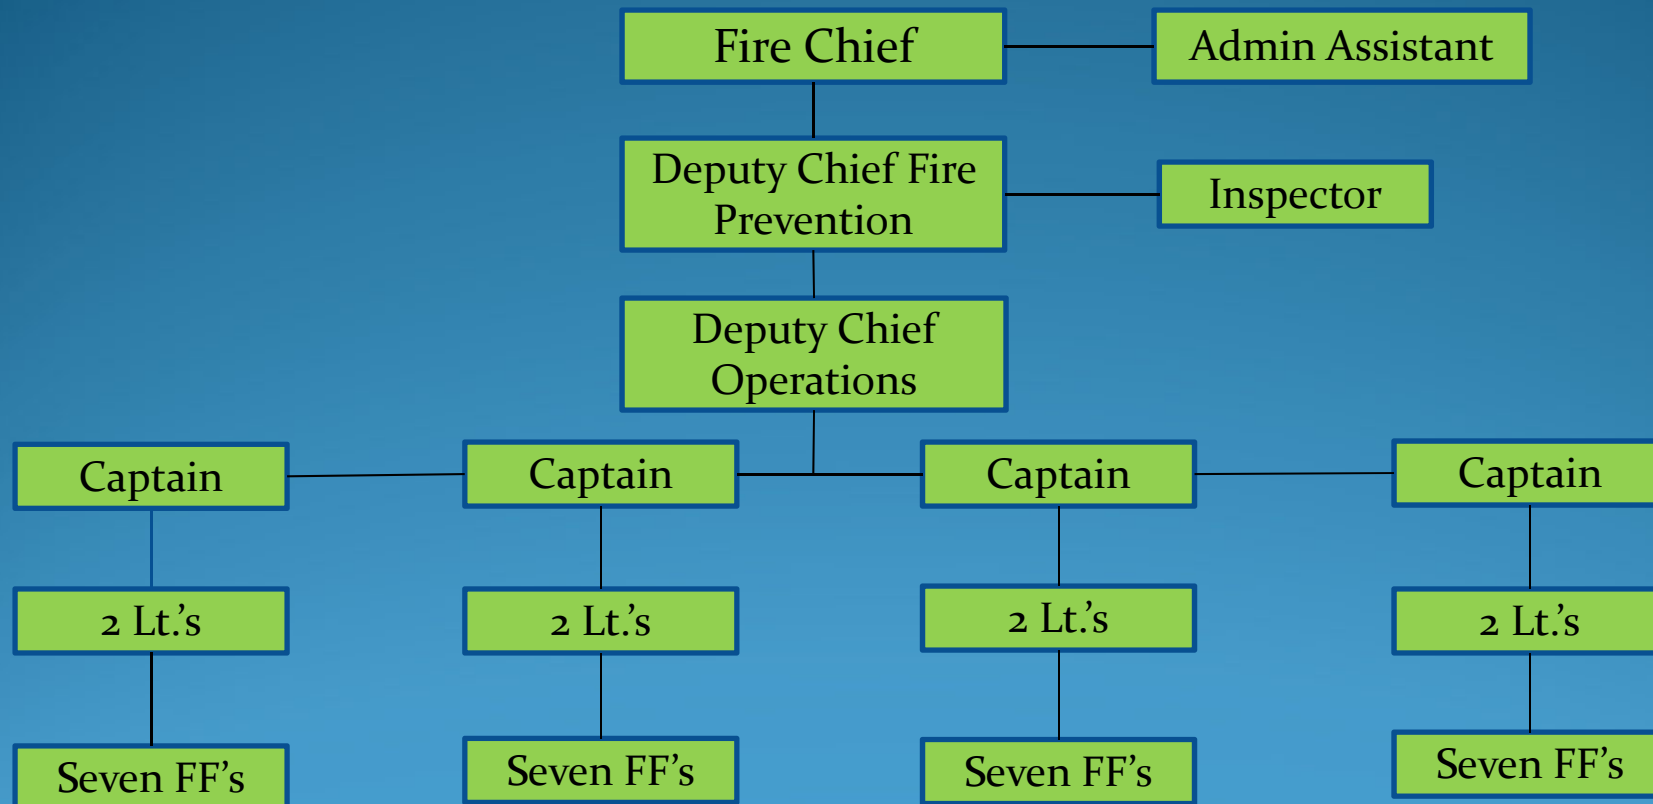 Fire Chief
Admin Assistant
Deputy Chief Fire
Prevention
Inspector
Deputy Chief
Operations
Captain
Captain
Captain
Captain
2 Lt.’s
2 Lt.’s
2 Lt.’s
2 Lt.’s
Seven FF’s
Seven FF’s
Seven FF’s
Seven FF’s